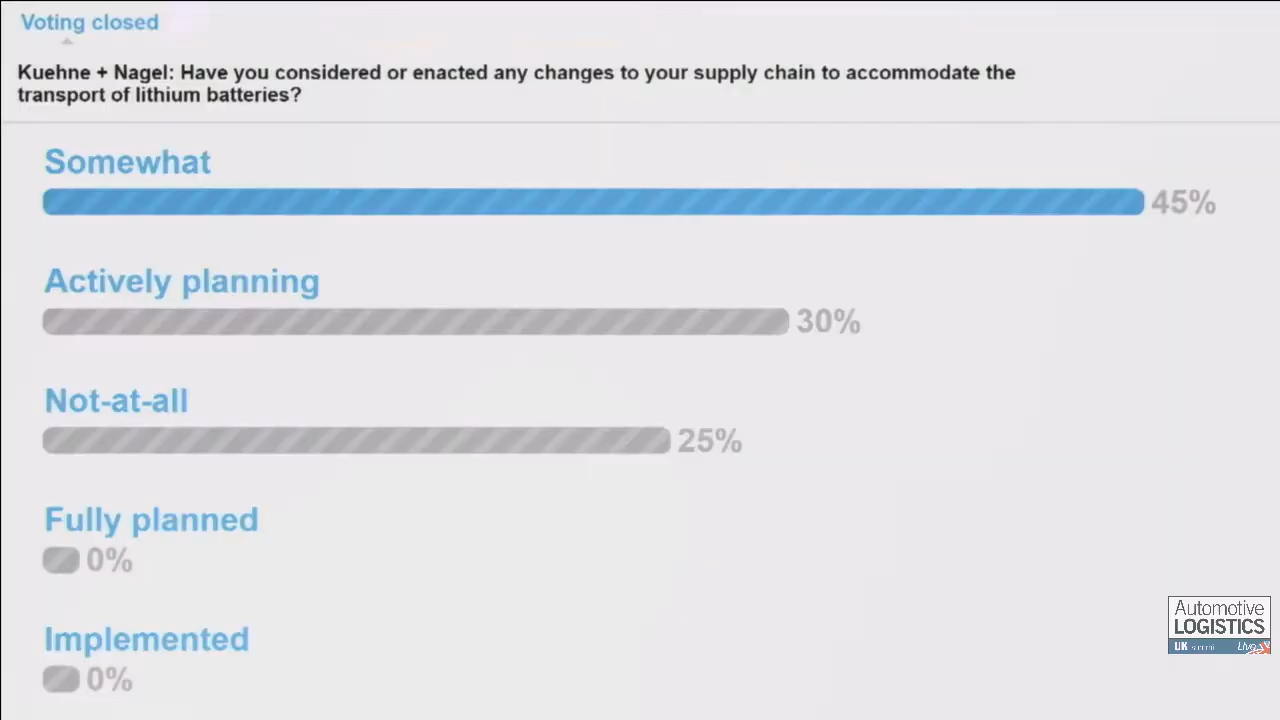 Voting closed
Kuehne + Nagel: Have you considered or enacted any changes to your supply chain to accommodate the
transport of lithium batteries?
Somewhat
45%
Actively planning
30%
Not-at-all
25%
Fully planned
0%
Implemented
0%
Automotive
LOGISTICS
UK summit Live